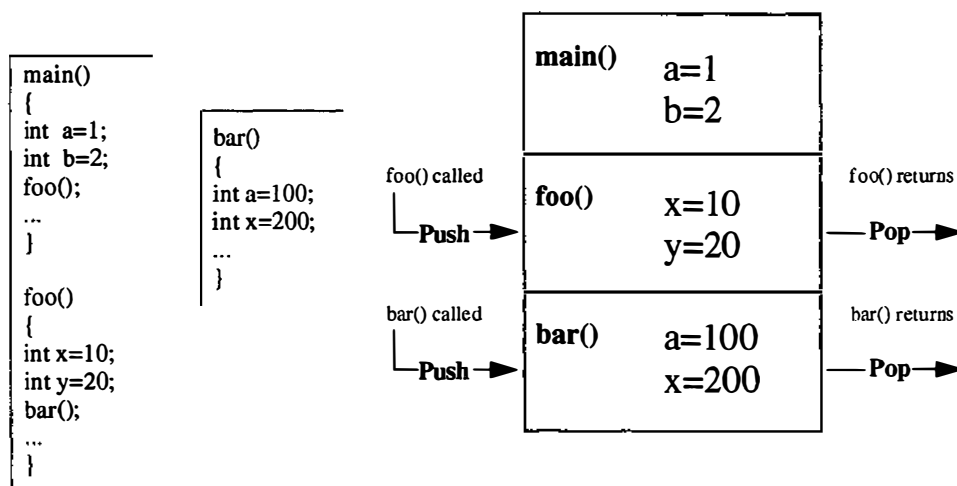 main()
{
int a=1;
int b=2;
foo();
...
}
foo()
{
int x=10;
int y=20;
bar();
...
}
bar()
{
int a=100;
int x=200;
...
}
main()
a=1
b=2
foo() called
Push
foo()
x=10
y=20
foo() returns
Pop
bar() called
Push
bar()
a=100
x=200
bar() returns
Pop